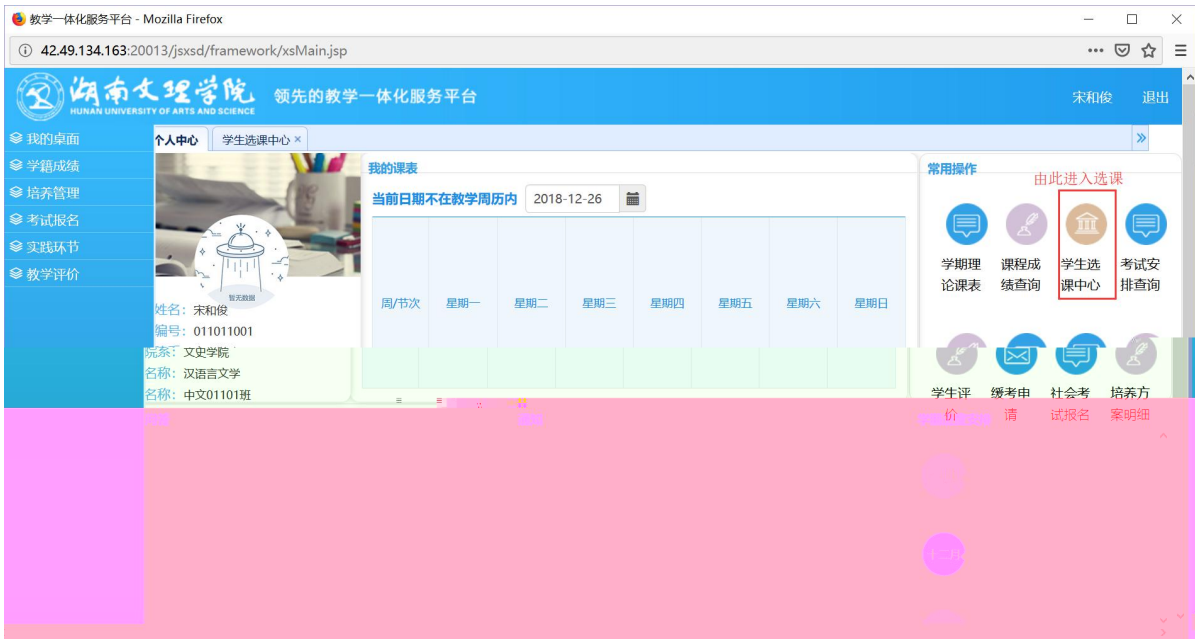 教学一体化服务平台 - Mozilla Firefox
42.49.134.163:20013/jsxsd/framework/xsMain.jsp
湖南文理学院
HUNAN UNIVERSITY OF ARTS AND SCIENCE
领先的教学一体化服务平台
宋和俊 退出
我的桌面
学籍成绩
培养管理
考试报名
实践环节
教学评价
个人中心 学生选课中心
暂无数据
姓名：宋和俊
编号：011011001
院系：文史学院
名称：汉语言文学
名称：中文01101班
我的课表
当前日期不在教学周历内 2018-12-26
周/节次 星期一 星期二 星期三 星期四 星期五 星期六 星期日
常用操作
由此进入选课
学期理论课表
课程成绩查询
学生选课中心
考试安排查询
学生评价
缓考申请
社会考试报名
培养方案明细